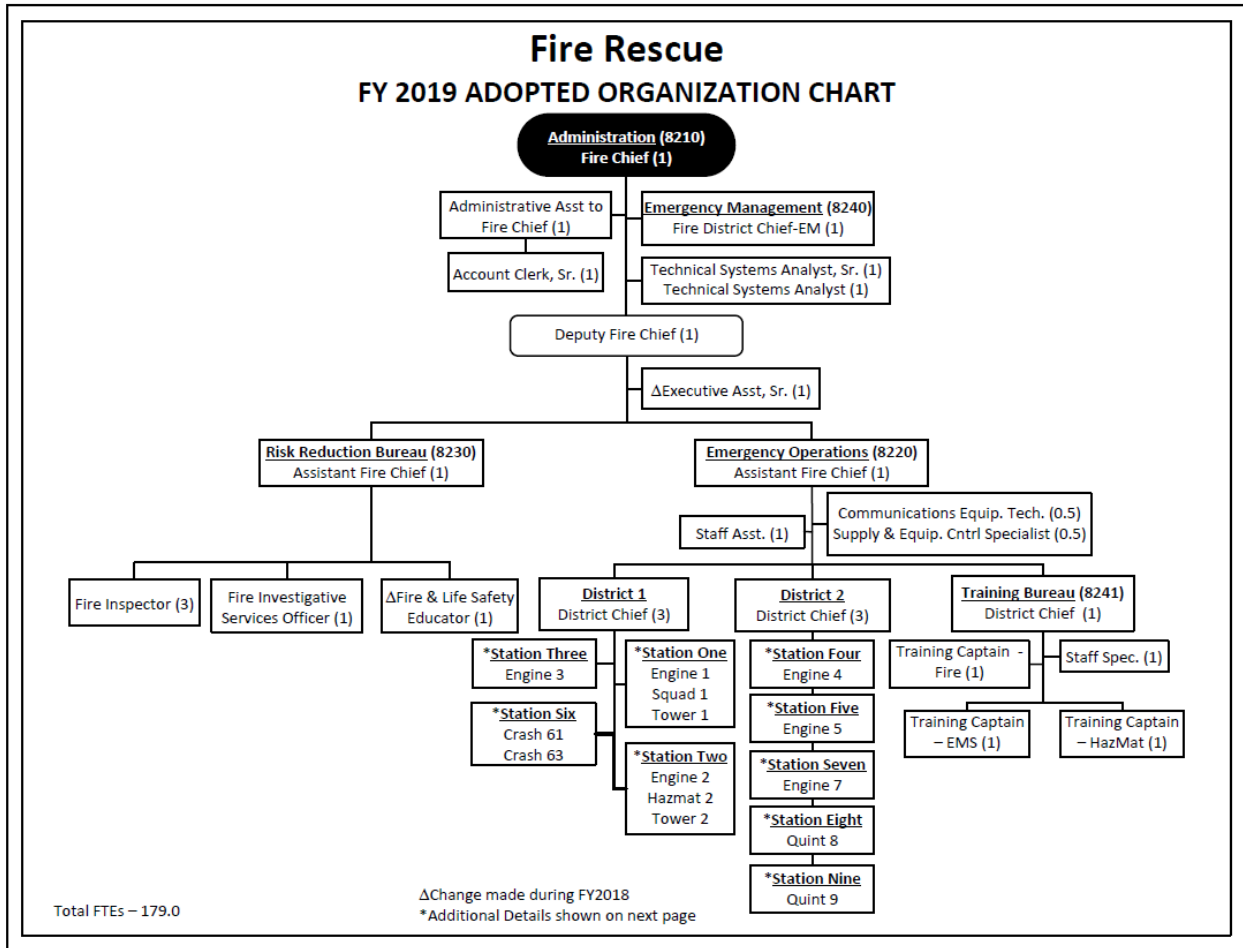 Fire Rescue
FY 2019 ADOPTED ORGANIZATION CHART
Administration (8210)
Fire Chief (1)
Administrative Asst to
Fire Chief (1)
Emergency Management (8240)
Fire District Chief-EM (1)
Account Clerk, Sr. (1)
Technical Systems Analyst, Sr. (1)
Technical Systems Analyst (1)
Deputy Fire Chief (1)
ΔExecutive Asst, Sr. (1)
Risk Reduction Bureau (8230)
Assistant Fire Chief (1)
Emergency Operations (8220)
Assistant Fire Chief (1)
Staff Asst. (1)
Communications Equip. Tech. (0.5)
Supply & Equip. Cntrl Specialist (0.5)
Fire Inspector (3)
Fire Investigative
Services Officer (1)
ΔFire & Life Safety
Educator (1)
District 1
District Chief (3)
District 2
District Chief (3)
Training Bureau (8241)
District Chief (1)
*Station Three
Engine 3
*Station One
Engine 1
Squad 1
Tower 1
*Station Six
Crash 61
Crash 63
*Station Two
Engine 2
Hazmat 2
Tower 2
*Station Four
Engine 4
*Station Five
Engine 5
*Station Seven
Engine 7
*Station Eight
Quint 8
*Station Nine
Quint 9
Training Captain -
Fire (1)
Staff Spec. (1)
Training Captain
– EMS (1)
Training Captain
– HazMat (1)
Total FTEs – 179.0
ΔChange made during FY2018
*Additional Details shown on next page